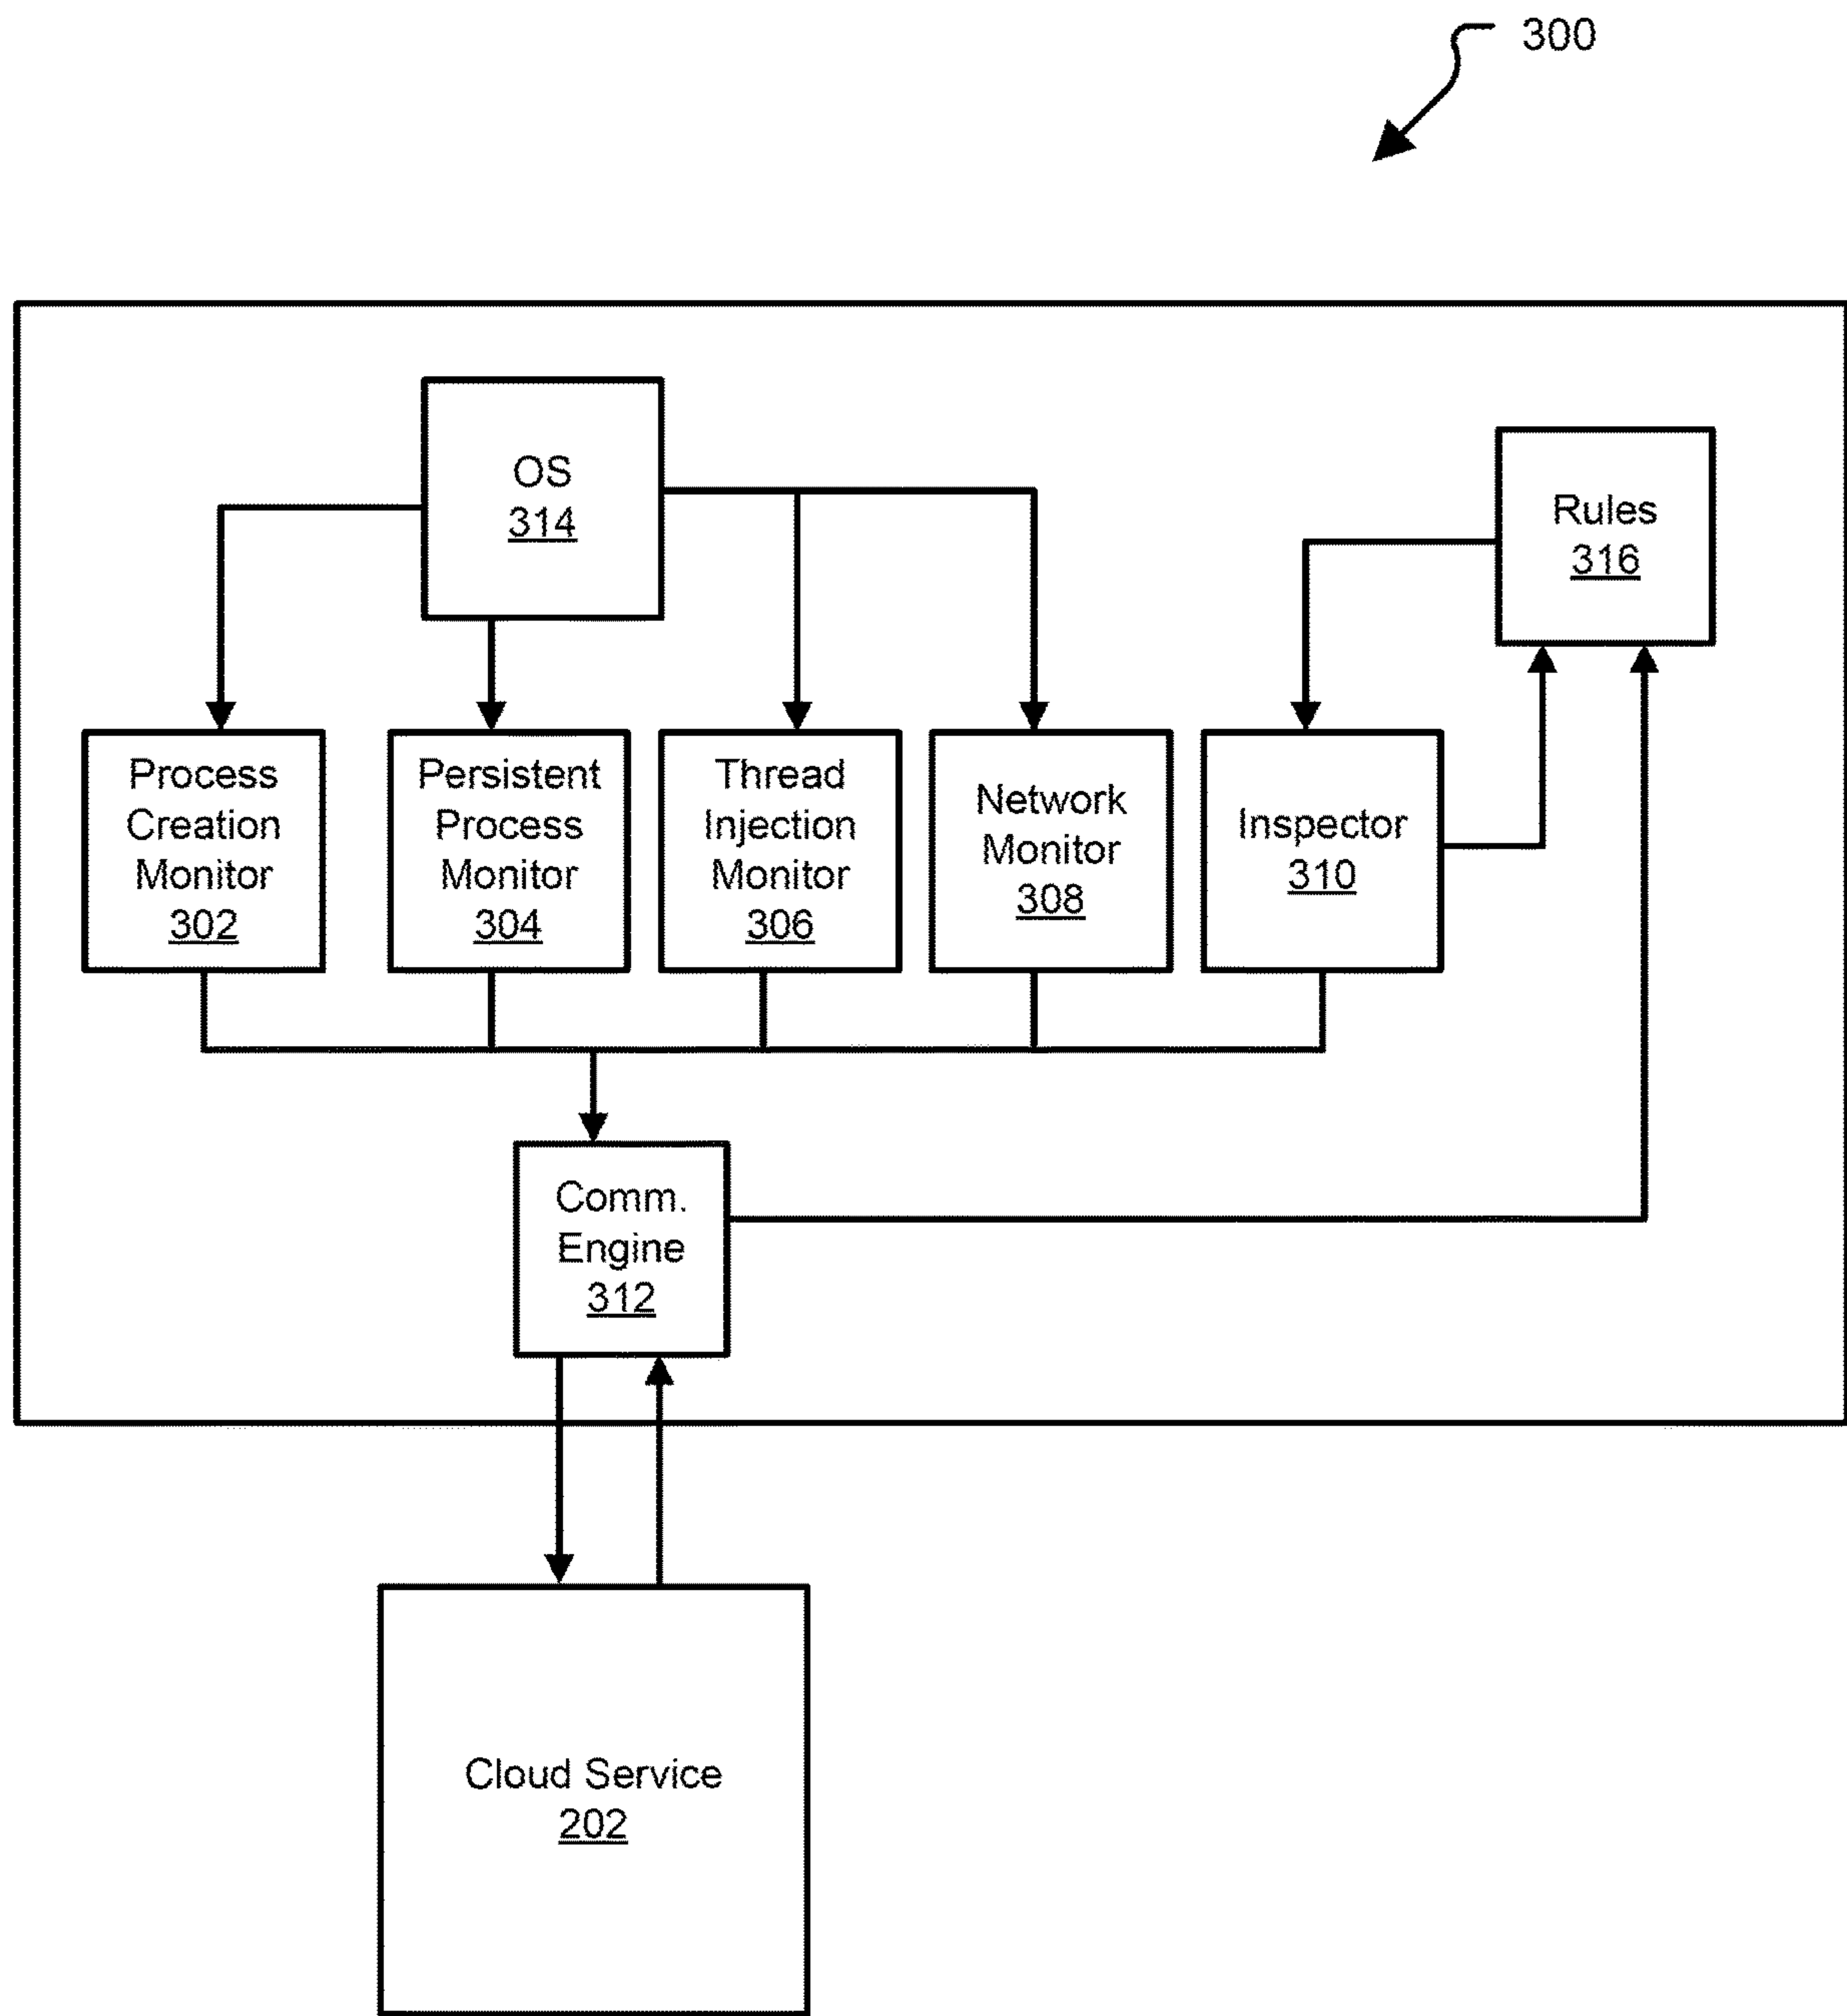 300
OS
314
Rules
316
Process
Creation
Monitor
302
Persistent
Process
Monitor
304
Thread
Injection
Monitor
306
Network
Monitor
308
Inspector
310
Comm.
Engine
312
Cloud Service
202